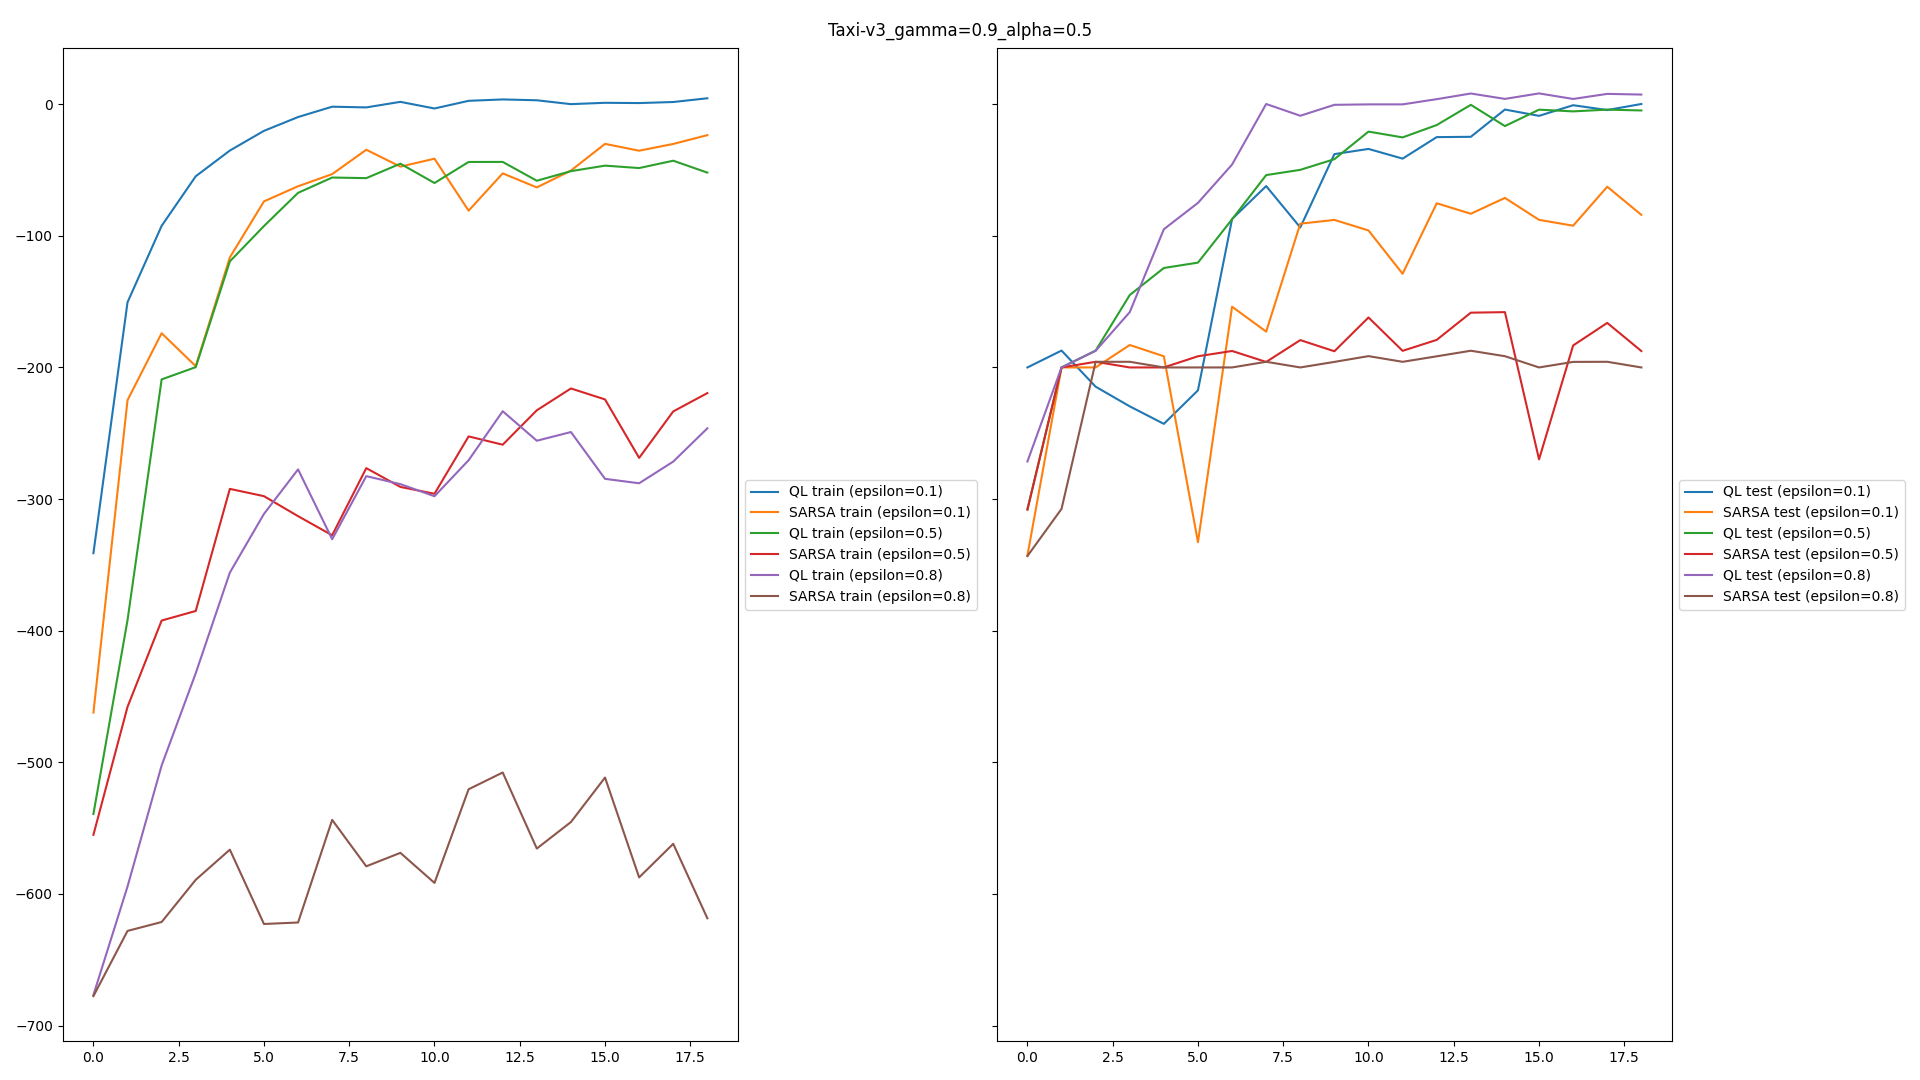 Taxi-v3_gamma=0.9_alpha=0.5
0
−100
−200
−300
−400
−500
−600
−700
0.0 2.5 5.0 7.5 10.0 12.5 15.0 17.5
QL train (epsilon=0.1)
SARSA train (epsilon=0.1)
QL train (epsilon=0.5)
SARSA train (epsilon=0.5)
QL train (epsilon=0.8)
SARSA train (epsilon=0.8)
0.0 2.5 5.0 7.5 10.0 12.5 15.0 17.5
QL test (epsilon=0.1)
SARSA test (epsilon=0.1)
QL test (epsilon=0.5)
SARSA test (epsilon=0.5)
QL test (epsilon=0.8)
SARSA test (epsilon=0.8)